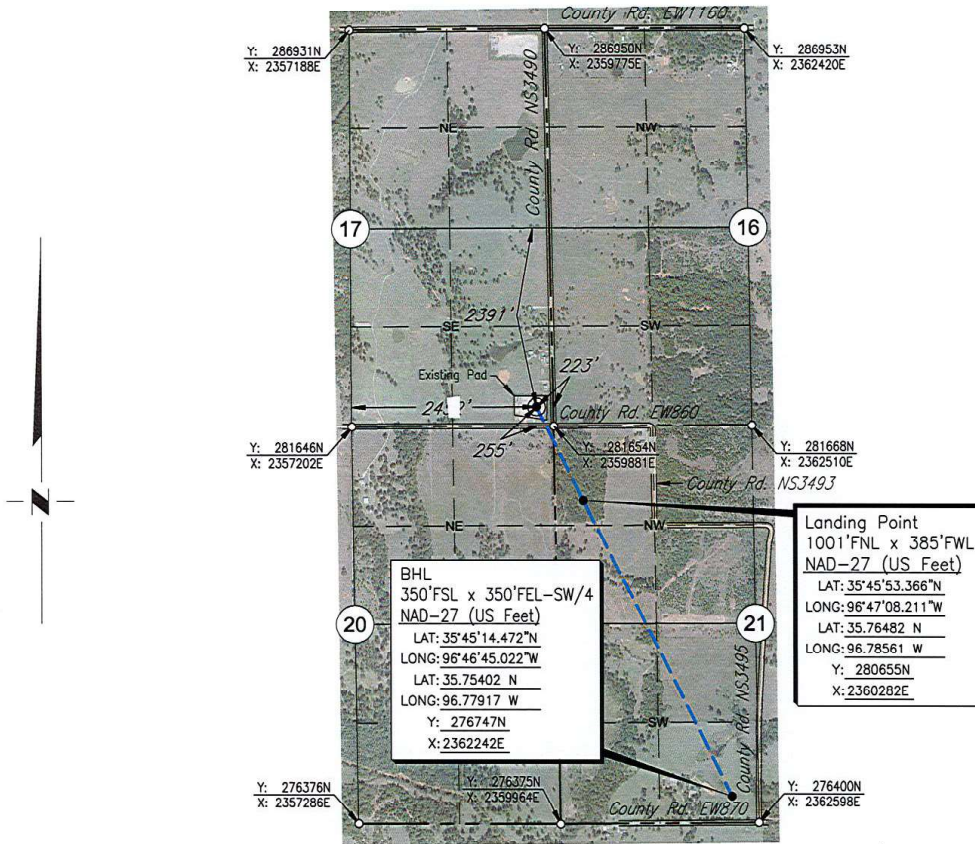 County Rd. EW1160
Y: 286931N
X: 2357188E
Y: 286950N
X: 2359775E
Y: 286953N
X: 2362420E
County Rd. NS3490
NE
NW
17
16
2391'
SE
SW
Existing Pad
223'
County Rd. EW860
255'
Y: 281646N
X: 2357202E
Y: 281654N
X: 2359881E
Y: 281668N
X: 2362510E
County Rd. NS3493
N
NE
NW
Landing Point
1001'FNL x 385'FWL
NAD-27 (US Feet)
LAT: 35°45'53.366"N
LONG: 96°47'08.211"W
LAT: 35.76482 N
LONG: 96.78561 W
Y: 280655N
X: 2360282E
BHL
350'FSL x 350'FEL-SW/4
NAD-27 (US Feet)
LAT: 35°45'14.472"N
LONG: 96°46'45.022"W
LAT: 35.75402 N
LONG: 96.77917 W
Y: 276747N
X: 2362242E
20
21
County Rd. NS3495
SW
Y: 276376N
X: 2357286E
Y: 276375N
X: 2359964E
County Rd. EW870
Y: 276400N
X: 2362598E